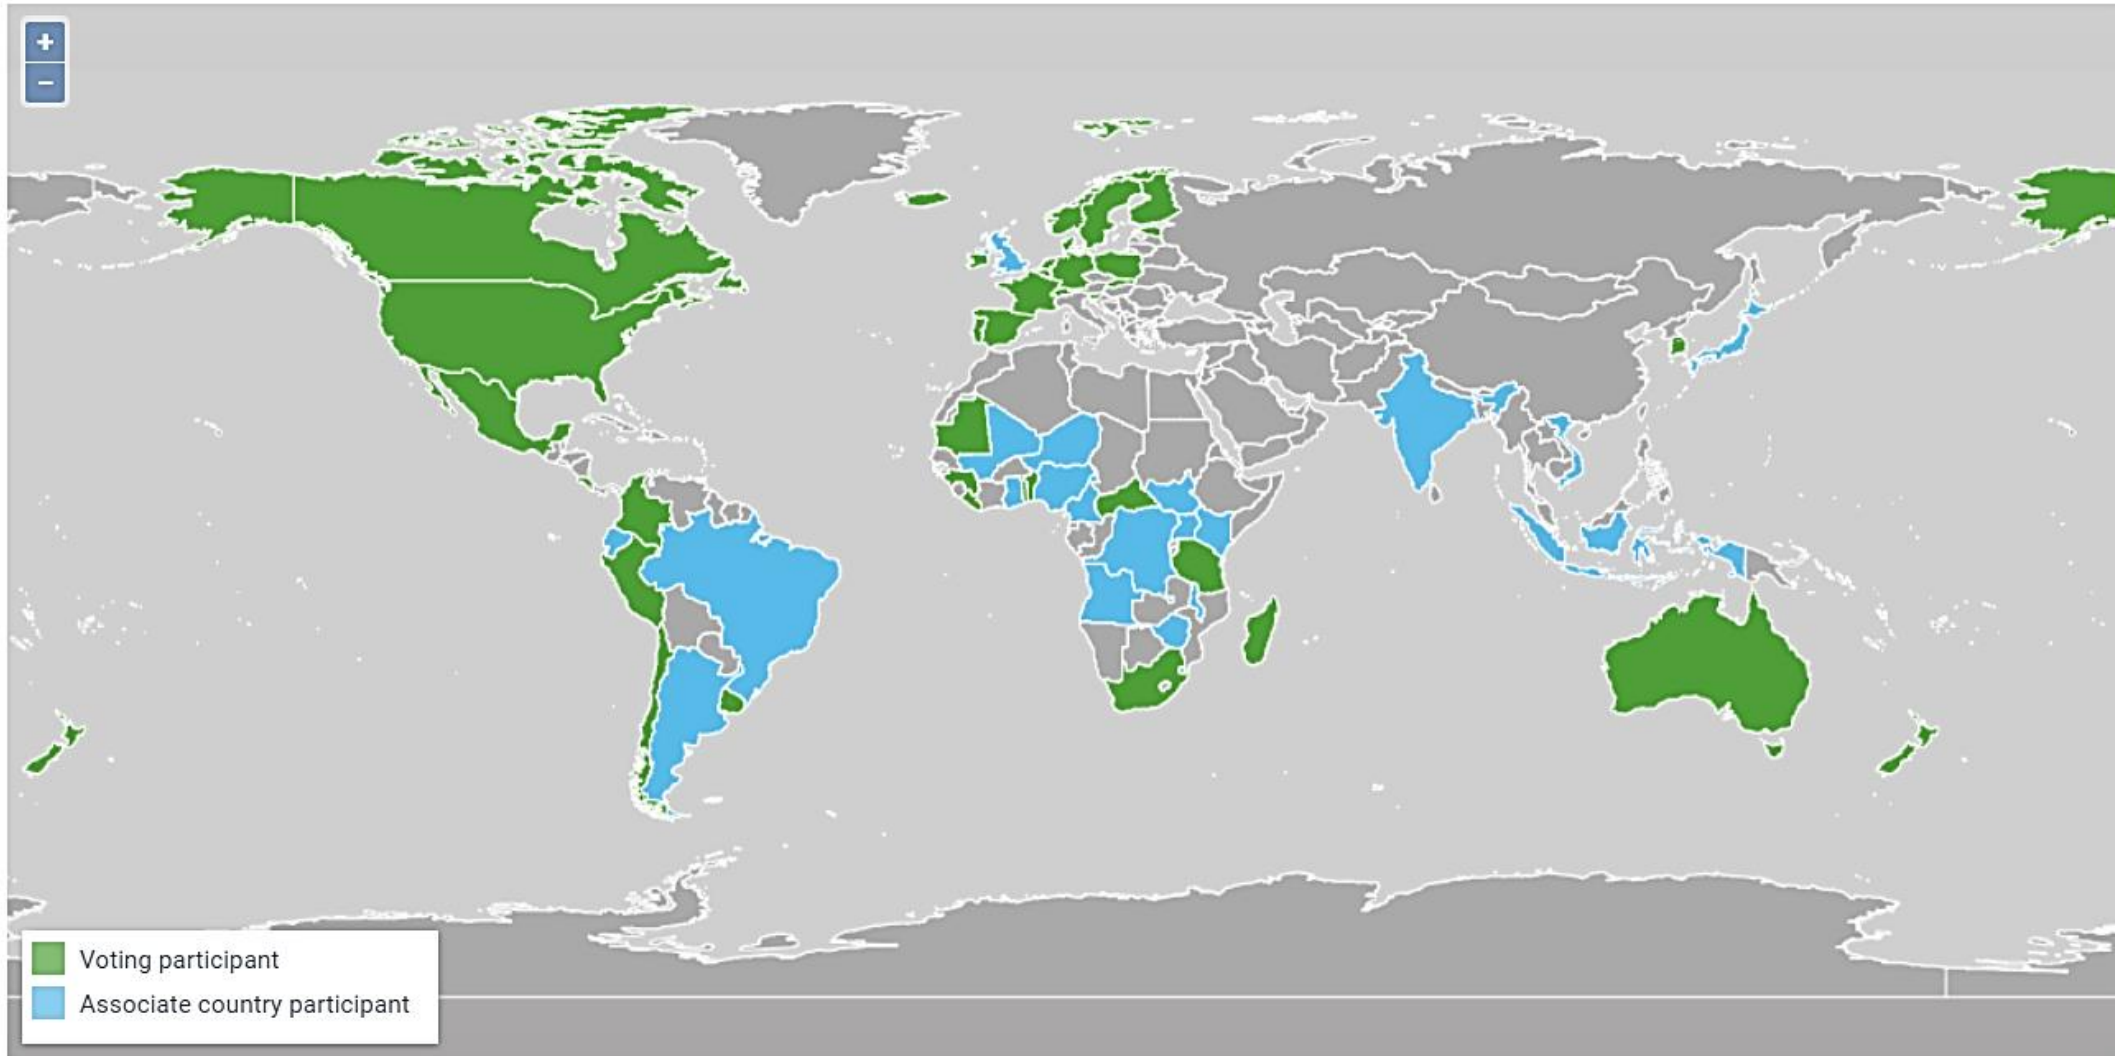 +
−
Voting participant
Associate country participant